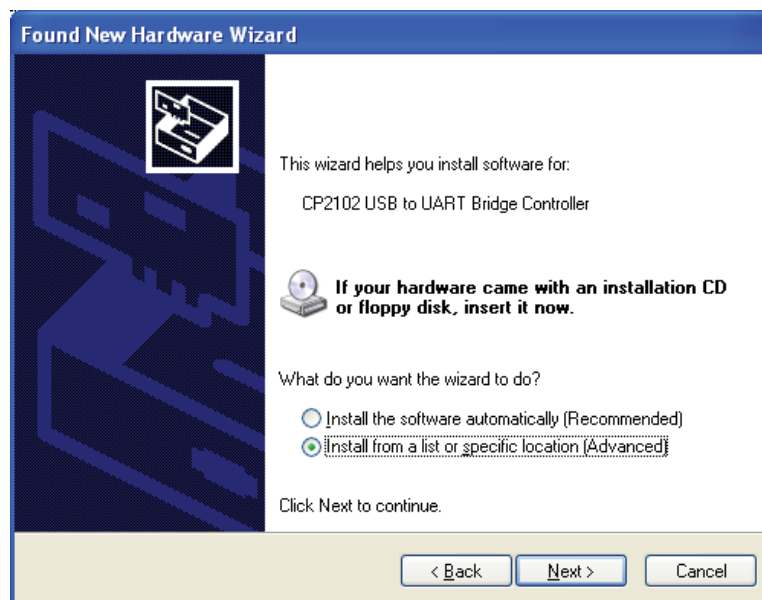 Found New Hardware Wizard
This wizard helps you install software for:
CP2102 USB to UART Bridge Controller
If your hardware came with an installation CD
or floppy disk, insert it now.
What do you want the wizard to do?
Install the software automatically (Recommended)
Install from a list or specific location (Advanced)
Click Next to continue.
< Back
Next >
Cancel